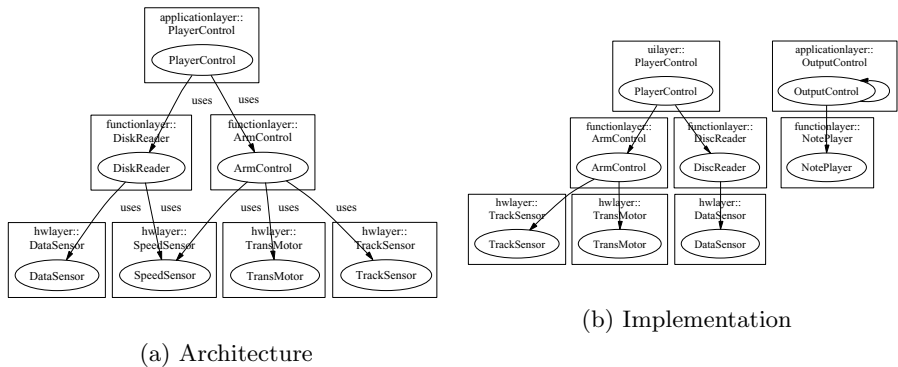 applicationlayer::
PlayerControl
PlayerControl
uses
uses
functionlayer::
DiskReader
DiskReader
functionlayer::
ArmControl
ArmControl
uses
uses
uses
uses
uses
hwlayer::
DataSensor
DataSensor
hwlayer::
SpeedSensor
SpeedSensor
hwlayer::
TransMotor
TransMotor
hwlayer::
TrackSensor
TrackSensor
(a) Architecture
uilayer::
PlayerControl
PlayerControl
applicationlayer::
OutputControl
OutputControl
functionlayer::
ArmControl
ArmControl
functionlayer::
DiscReader
DiscReader
functionlayer::
NotePlayer
NotePlayer
hwlayer::
TrackSensor
TrackSensor
hwlayer::
TransMotor
TransMotor
hwlayer::
DataSensor
DataSensor
(b) Implementation